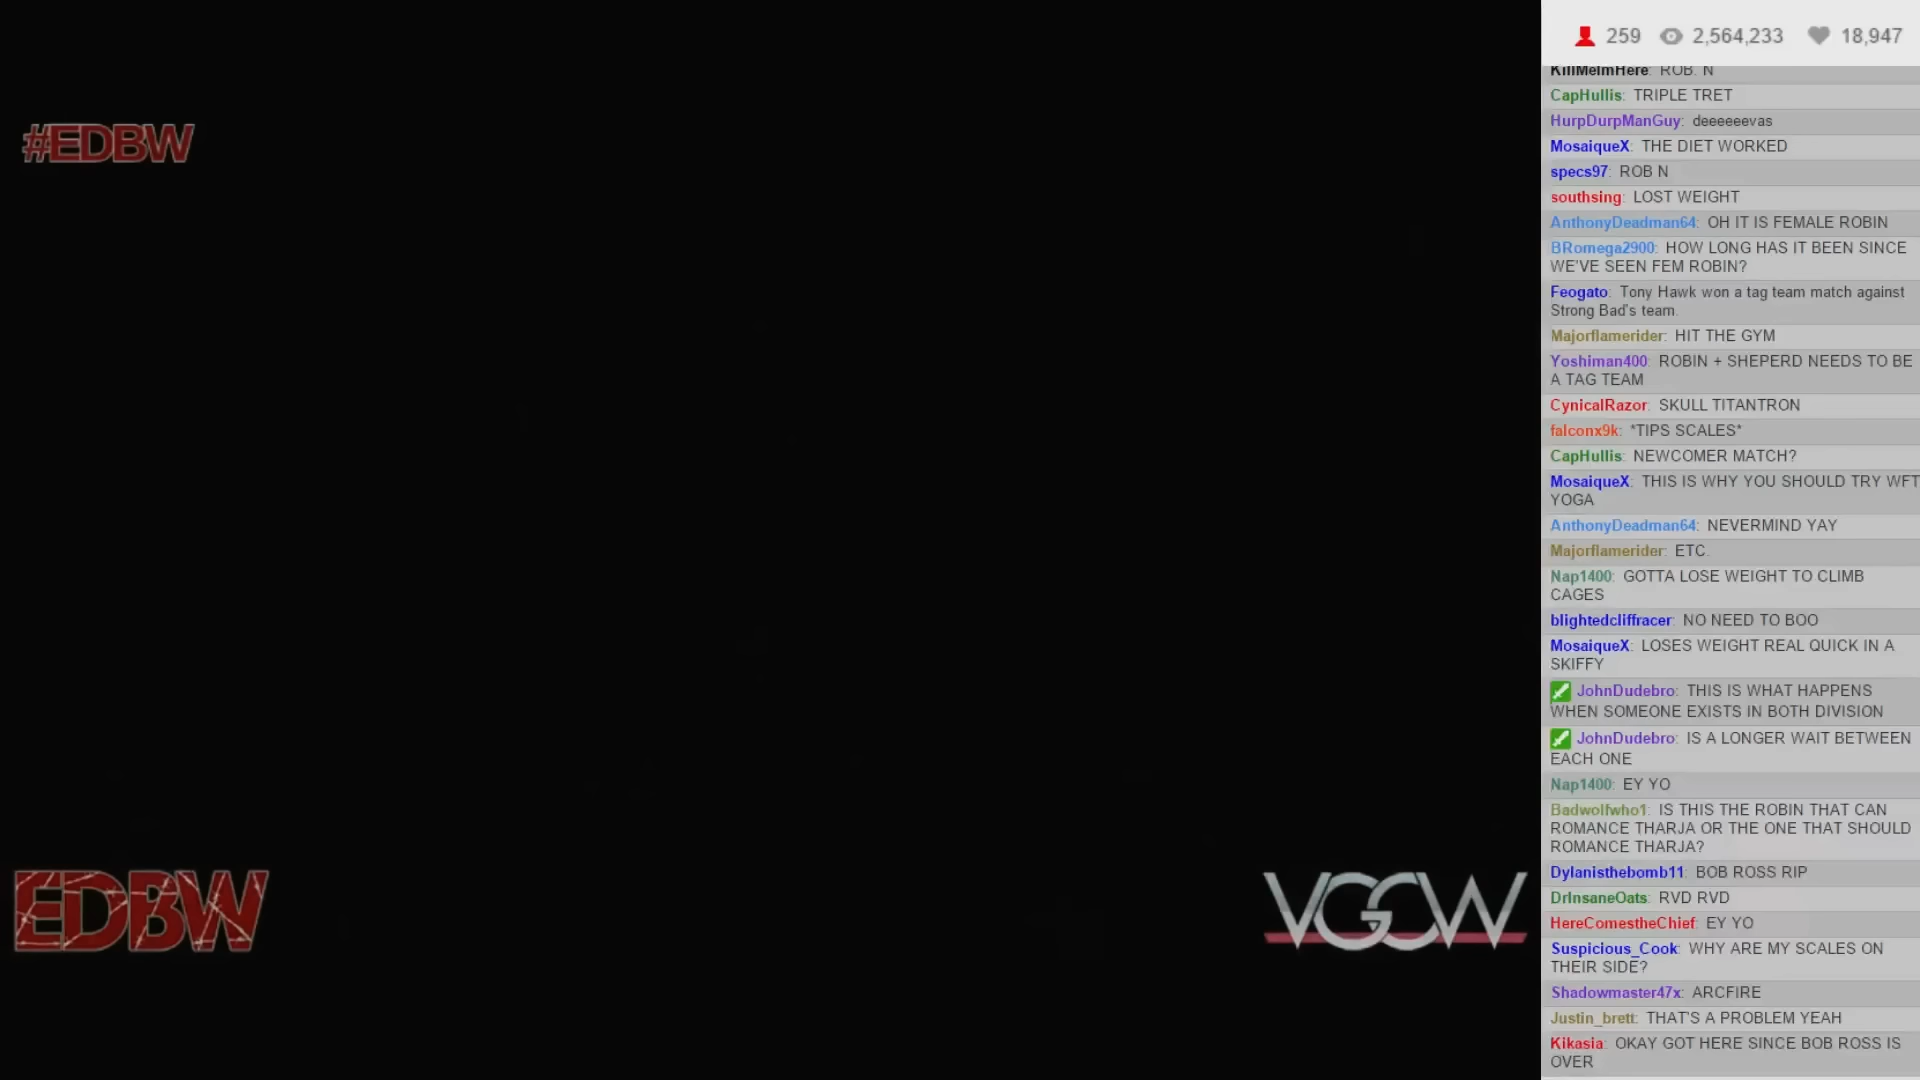 #EDBW
EDBW
VGCW
259 2,564,233 18,947
KillMeImHere: ROB. N
CapHullis: TRIPLE TRET
HurpDurpManGuy: deeeeeevas
MosaiqueX: THE DIET WORKED
specs97: ROB N
southsing: LOST WEIGHT
AnthonyDeadman64: OH IT IS FEMALE ROBIN
BRomega2900: HOW LONG HAS IT BEEN SINCE
WE'VE SEEN FEM ROBIN?
Feogato: Tony Hawk won a tag team match against
Strong Bad's team.
Majorflamerider: HIT THE GYM
Yoshiman400: ROBIN + SHEPERD NEEDS TO BE
A TAG TEAM
CynicalRazor: SKULL TITANTRON
falconx9k: *TIPS SCALES*
CapHullis: NEWCOMER MATCH?
MosaiqueX: THIS IS WHY YOU SHOULD TRY WFT
YOGA
AnthonyDeadman64: NEVERMIND YAY
Majorflamerider: ETC.
Nap1400: GOTTA LOSE WEIGHT TO CLIMB
CAGES
blightedcliffracer: NO NEED TO BOO
MosaiqueX: LOSES WEIGHT REAL QUICK IN A
SKIFFY
JohnDudebro: THIS IS WHAT HAPPENS
WHEN SOMEONE EXISTS IN BOTH DIVISION
JohnDudebro: IS A LONGER WAIT BETWEEN
EACH ONE
Nap1400: EY YO
Badwolfwho1: IS THIS THE ROBIN THAT CAN
ROMANCE THARJA OR THE ONE THAT SHOULD
ROMANCE THARJA?
Dylanisthebomb11: BOB ROSS RIP
DrInsaneOats: RVD RVD
HereComestheChief: EY YO
Suspicious_Cook: WHY ARE MY SCALES ON
THEIR SIDE?
Shadowmaster47x: ARCFIRE
Justin_brett: THAT'S A PROBLEM YEAH
Kikasia: OKAY GOT HERE SINCE BOB ROSS IS
OVER